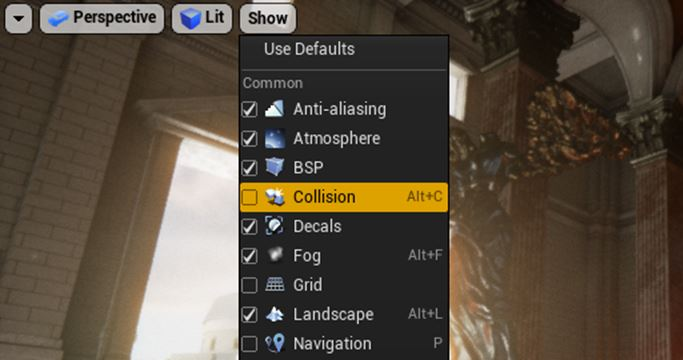 Perspective
Lit
Show
Use Defaults
Common
Anti-aliasing
Atmosphere
BSP
Collision Alt+C
Decals
Fog Alt+F
Grid
Landscape Alt+L
Navigation P